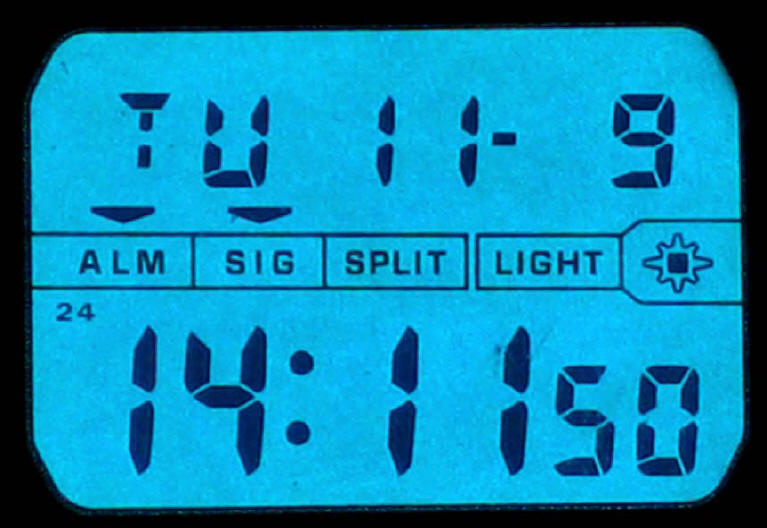 TU 11- 9
ALM SIG SPLIT LIGHT
24
14:11 50